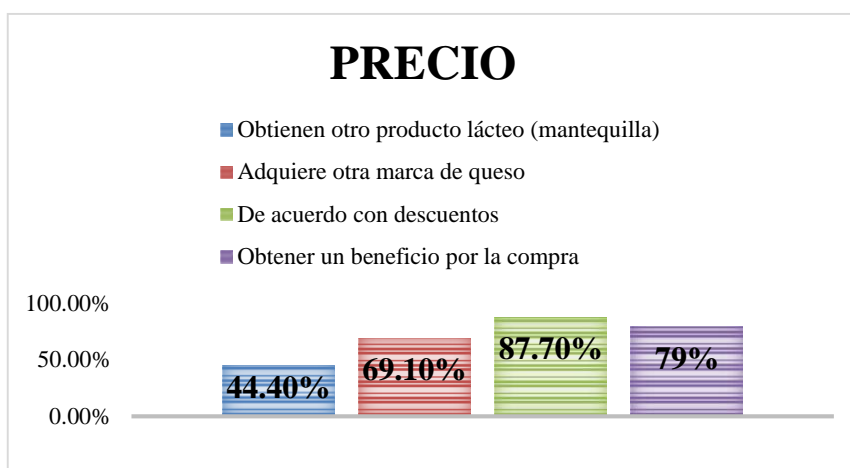 PRECIO
Obtienen otro producto lácteo (mantequilla)
Adquiere otra marca de queso
De acuerdo con descuentos
Obtener un beneficio por la compra
100.00%
50.00%
0.00%
44.40%
69.10%
87.70%
79%